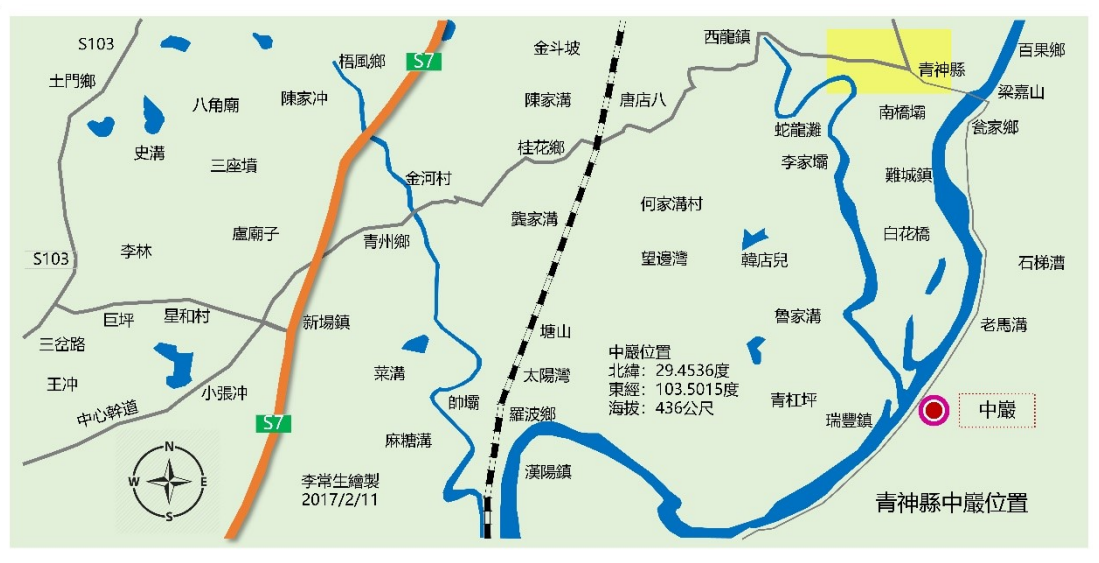 S103
土門鄉
八角廟
史溝
三座墳
梧風鄉
陳家冲
S7
金斗坡
陳家溝
唐店八
桂花鄉
西龍鎮
青神縣
百果鄉
梁嘉山
瓮家鄉
南橋壩
蛇龍灘
李家壩
難城鎮
金河村
龔家溝
何家溝村
望邊灣
韓店兒
白花橋
石梯漕
S103
李林
盧廟子
青州鄉
新場鎮
巨坪
星和村
三岔路
王冲
小張冲
中心幹道
塘山
太陽灣
羅波鄉
菜溝
帥壩
麻糖溝
S7
魯家溝
老馬溝
中巖位置
北緯：29.4536度
東經：103.5015度
海拔：436公尺
青杠坪
瑞豐鎮
中巖
漢陽鎮
N
W E
S
李常生繪製
2017/2/11
青神縣中巖位置